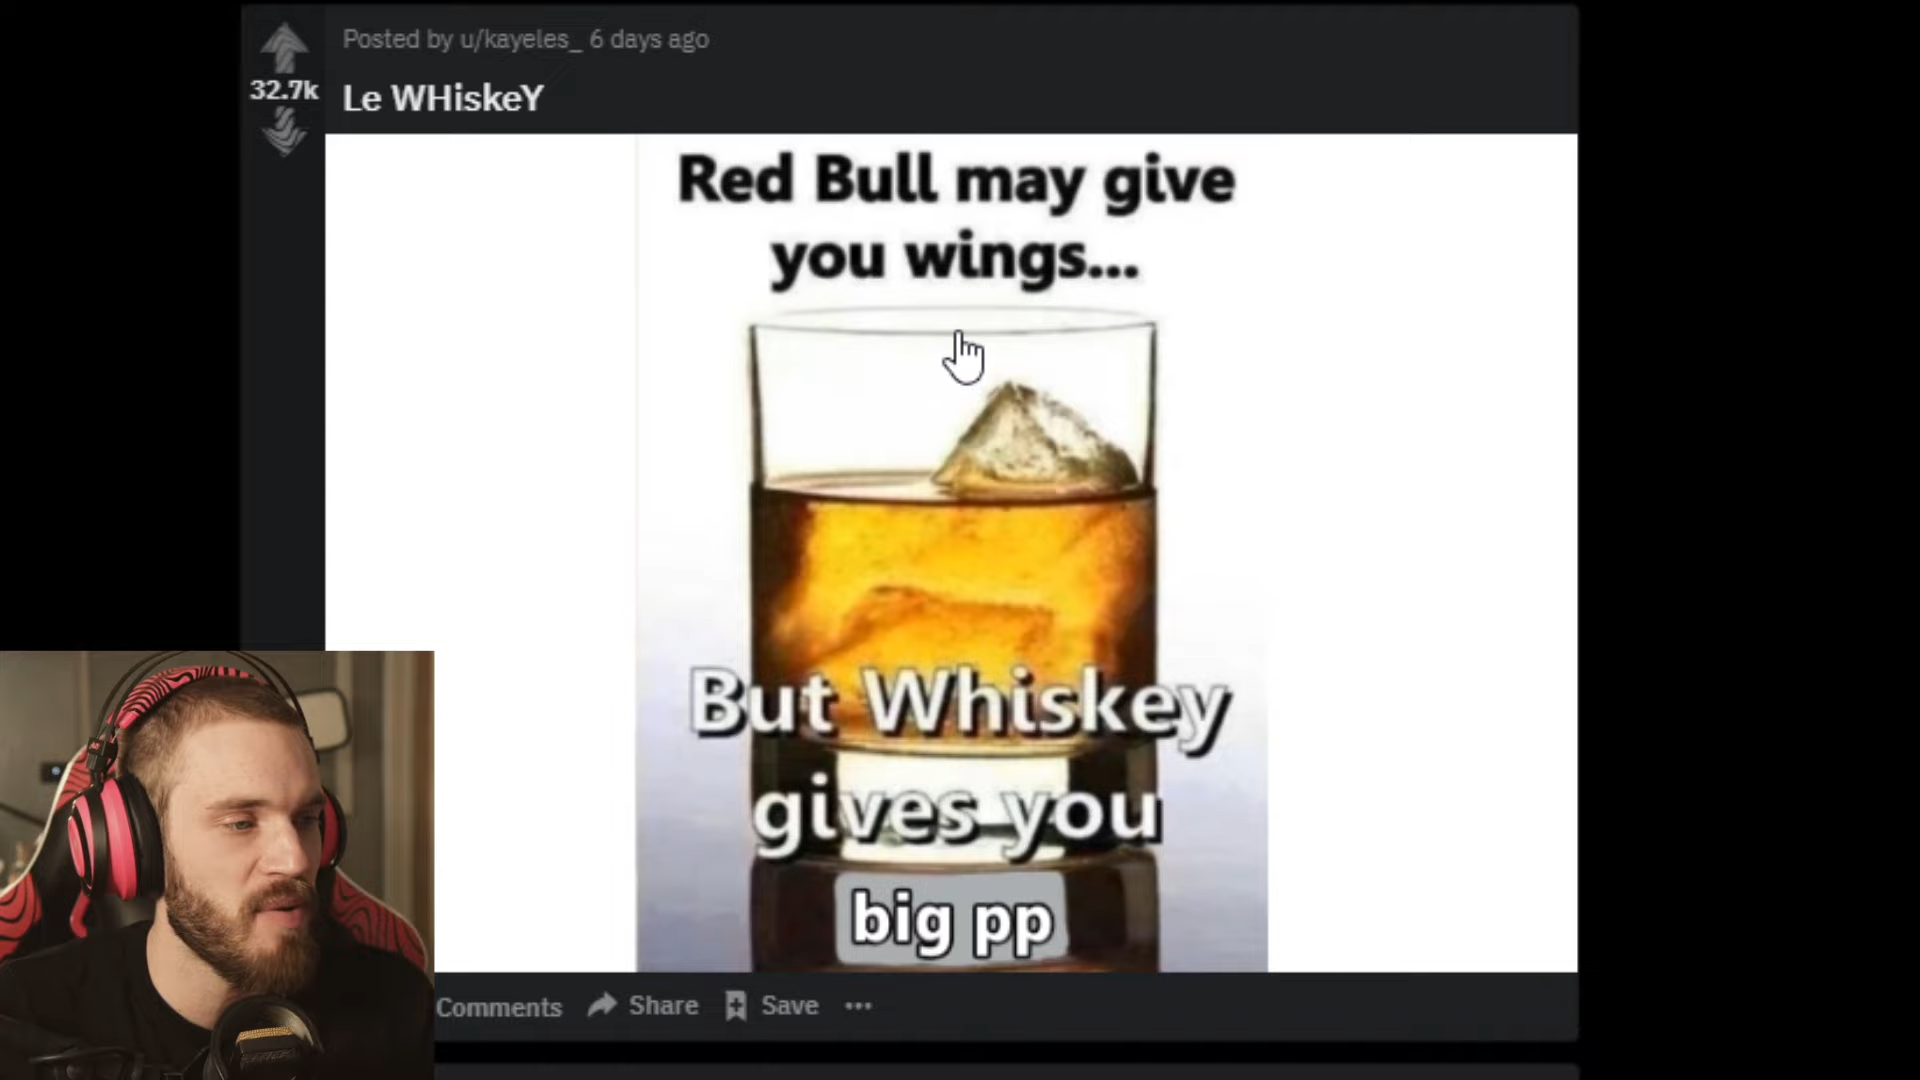 Posted by u/kayeles_ 6 days ago
32.7k
Le WHiskeY
Red Bull may give
you wings...
But Whiskey
gives you
big pp
Comments
Share
Save